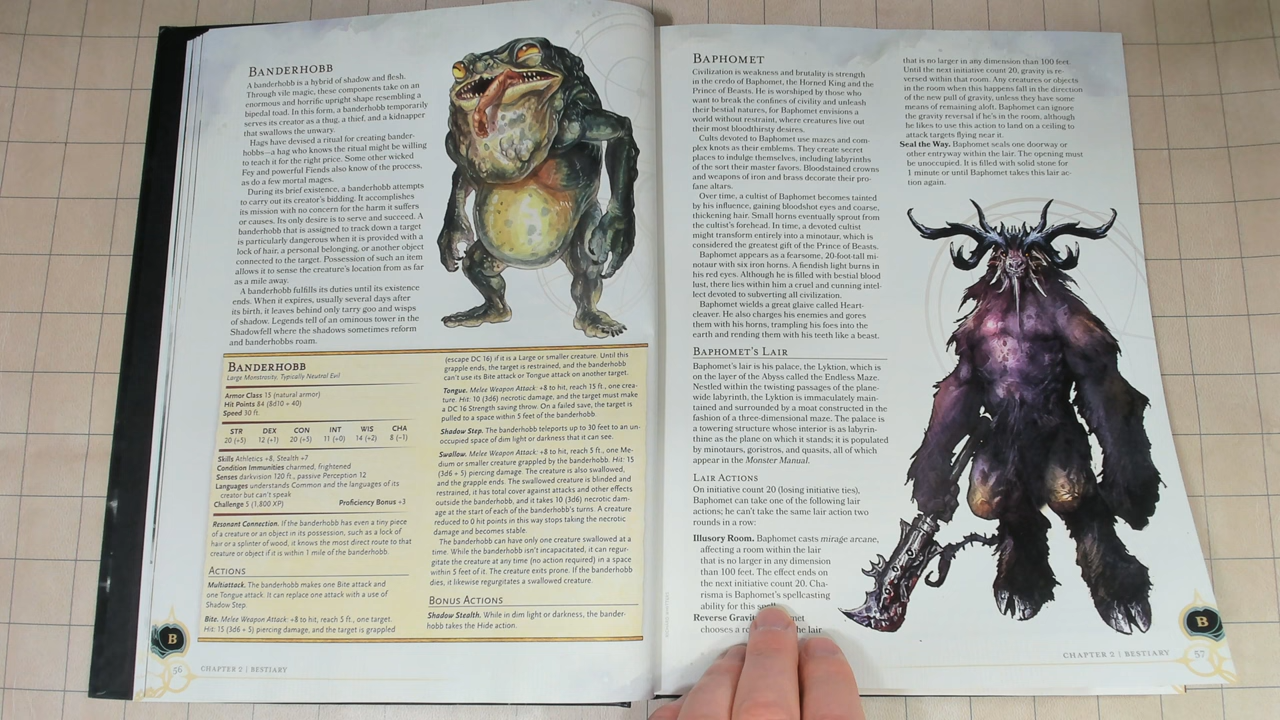 BANDERHOBB
A banderhobb is a hybrid of shadow and flesh.
Through vile magic, these components take on an
enormous and horrific upright shape resembling a
bipedal toad. In this form, a banderhobb temporarily
serves its creator as a thug, a thief, and a kidnapper
that swallows the unwary.
Hags have devised a ritual for creating bander-
hobbs—a hag who knows the ritual might be willing
to teach it for the right price. Some other wicked
Fey and powerful Fiends also know of the process,
as do a few mortal mages.
During its brief existence, a banderhobb attempts
to carry out its creator's bidding. It accomplishes
its mission with no concern for the harm it suffers
or causes. Its only desire is to serve and succeed. A
banderhobb that is assigned to track down a target
is particularly dangerous when it is provided with a
lock of hair, a personal belonging, or another object
connected to the target. Possession of such an item
allows it to sense the creature's location from as far
as a mile away.
A banderhobb fulfills its duties until its existence
ends. When it expires, usually several days after
its birth, it leaves behind only tarry goo and wisps
of shadow. Legends tell of an ominous tower in the
Shadowfell where the shadows sometimes reform
and banderhobbs roam.
BANDERHOBB
Large Monstrosity, Typically Neutral Evil
Armor Class 15 (natural armor)
Hit Points 84 (8d10 + 40)
Speed 30 ft.
STR DEX CON INT WIS CHA
20 (+5) 12 (+1) 20 (+5) 11 (+0) 14 (+2) 8 (−1)
Skills Athletics +8, Stealth +7
Condition Immunities charmed, frightened
Senses darkvision 120 ft., passive Perception 12
Languages understands Common and the languages of its
creator but can't speak
Challenge 5 (1,800 XP) Proficiency Bonus +3
Resonant Connection. If the banderhobb has even a tiny piece
of a creature or an object in its possession, such as a lock of
hair or a splinter of wood, it knows the most direct route to that
creature or object if it is within 1 mile of the banderhobb.
ACTIONS
Multiattack. The banderhobb makes one Bite attack and
one Tongue attack. It can replace one attack with a use of
Shadow Step.
Bite. Melee Weapon Attack: +8 to hit, reach 5 ft., one target.
Hit: 15 (3d6 + 5) piercing damage, and the target is grappled
(escape DC 16) if it is a Large or smaller creature. Until this
grapple ends, the target is restrained, and the banderhobb
can't use its Bite attack or Tongue attack on another target.
Tongue. Melee Weapon Attack: +8 to hit, reach 15 ft., one crea-
ture. Hit: 10 (3d6) necrotic damage, and the target must make
a DC 16 Strength saving throw. On a failed save, the target is
pulled to a space within 5 feet of the banderhobb.
Shadow Step. The banderhobb teleports up to 30 feet to an un-
occupied space of dim light or darkness that it can see.
Swallow. Melee Weapon Attack: +8 to hit, reach 5 ft., one Me-
dium or smaller creature grappled by the banderhobb. Hit: 15
(3d6 + 5) piercing damage. The creature is also swallowed,
and the grapple ends. The swallowed creature is blinded and
restrained, it has total cover against attacks and other effects
outside the banderhobb, and it takes 10 (3d6) necrotic dam-
age at the start of each of the banderhobb's turns. A creature
reduced to 0 hit points in this way stops taking the necrotic
damage and becomes stable.
The banderhobb can have only one creature swallowed at a
time. While the banderhobb isn't incapacitated, it can regur-
gitate the creature at any time (no action required) in a space
within 5 feet of it. The creature exits prone. If the banderhobb
dies, it likewise regurgitates a swallowed creature.
BONUS ACTIONS
Shadow Stealth. While in dim light or darkness, the bander-
hobb takes the Hide action.
B
56 CHAPTER 2 | BESTIARY
BAPHOMET
Civilization is weakness and brutality is strength
in the credo of Baphomet, the Horned King and the
Prince of Beasts. He is worshiped by those who
want to break the confines of civility and unleash
their bestial natures, for Baphomet envisions a
world without restraint, where creatures live out
their most bloodthirsty desires.
Cults devoted to Baphomet use mazes and com-
plex knots as their emblems. They create secret
places to indulge themselves, including labyrinths
of the sort their master favors. Bloodstained crowns
and weapons of iron and brass decorate their pro-
fane altars.
Over time, a cultist of Baphomet becomes tainted
by his influence, gaining bloodshot eyes and coarse,
thickening hair. Small horns eventually sprout from
the cultist's forehead. In time, a devoted cultist
might transform entirely into a minotaur, which is
considered the greatest gift of the Prince of Beasts.
Baphomet appears as a fearsome, 20-foot-tall mi-
notaur with six iron horns. A fiendish light burns in
his red eyes. Although he is filled with bestial blood
lust, there lies within him a cruel and cunning intel-
lect devoted to subverting all civilization.
Baphomet wields a great glaive called Heart-
cleaver. He also charges his enemies and gores
them with his horns, trampling his foes into the
earth and rending them with his teeth like a beast.
BAPHOMET'S LAIR
Baphomet's lair is his palace, the Lyktion, which is
on the layer of the Abyss called the Endless Maze.
Nestled within the twisting passages of the plane-
wide labyrinth, the Lyktion is immaculately main-
tained and surrounded by a moat constructed in the
fashion of a three-dimensional maze. The palace is
a towering structure whose interior is as labyrin-
thine as the plane on which it stands; it is populated
by minotaurs, goristros, and quasits, all of which
appear in the Monster Manual.
LAIR ACTIONS
On initiative count 20 (losing initiative ties),
Baphomet can take one of the following lair
actions; he can't take the same lair action two
rounds in a row:
Illusory Room. Baphomet casts mirage arcane,
affecting a room within the lair
that is no larger in any dimension
than 100 feet. The effect ends on
the next initiative count 20. Cha-
risma is Baphomet's spellcasting
ability for this
Reverse
chooses a lair
that is no larger in any dimension than 100 feet.
Until the next initiative count 20, gravity is re-
versed within that room. Any creatures or objects
in the room when this happens fall in the direction
of the new pull of gravity, unless they have some
means of remaining aloft. Baphomet can ignore
the gravity reversal if he's in the room, although
he likes to use this action to land on a ceiling to
attack targets flying near it.
Seal the Way. Baphomet seals one doorway or
other entryway within the lair. The opening must
be unoccupied. It is filled with solid stone for
1 minute or until Baphomet takes this lair ac-
tion again.
B
CHAPTER 2 | BESTIARY 57